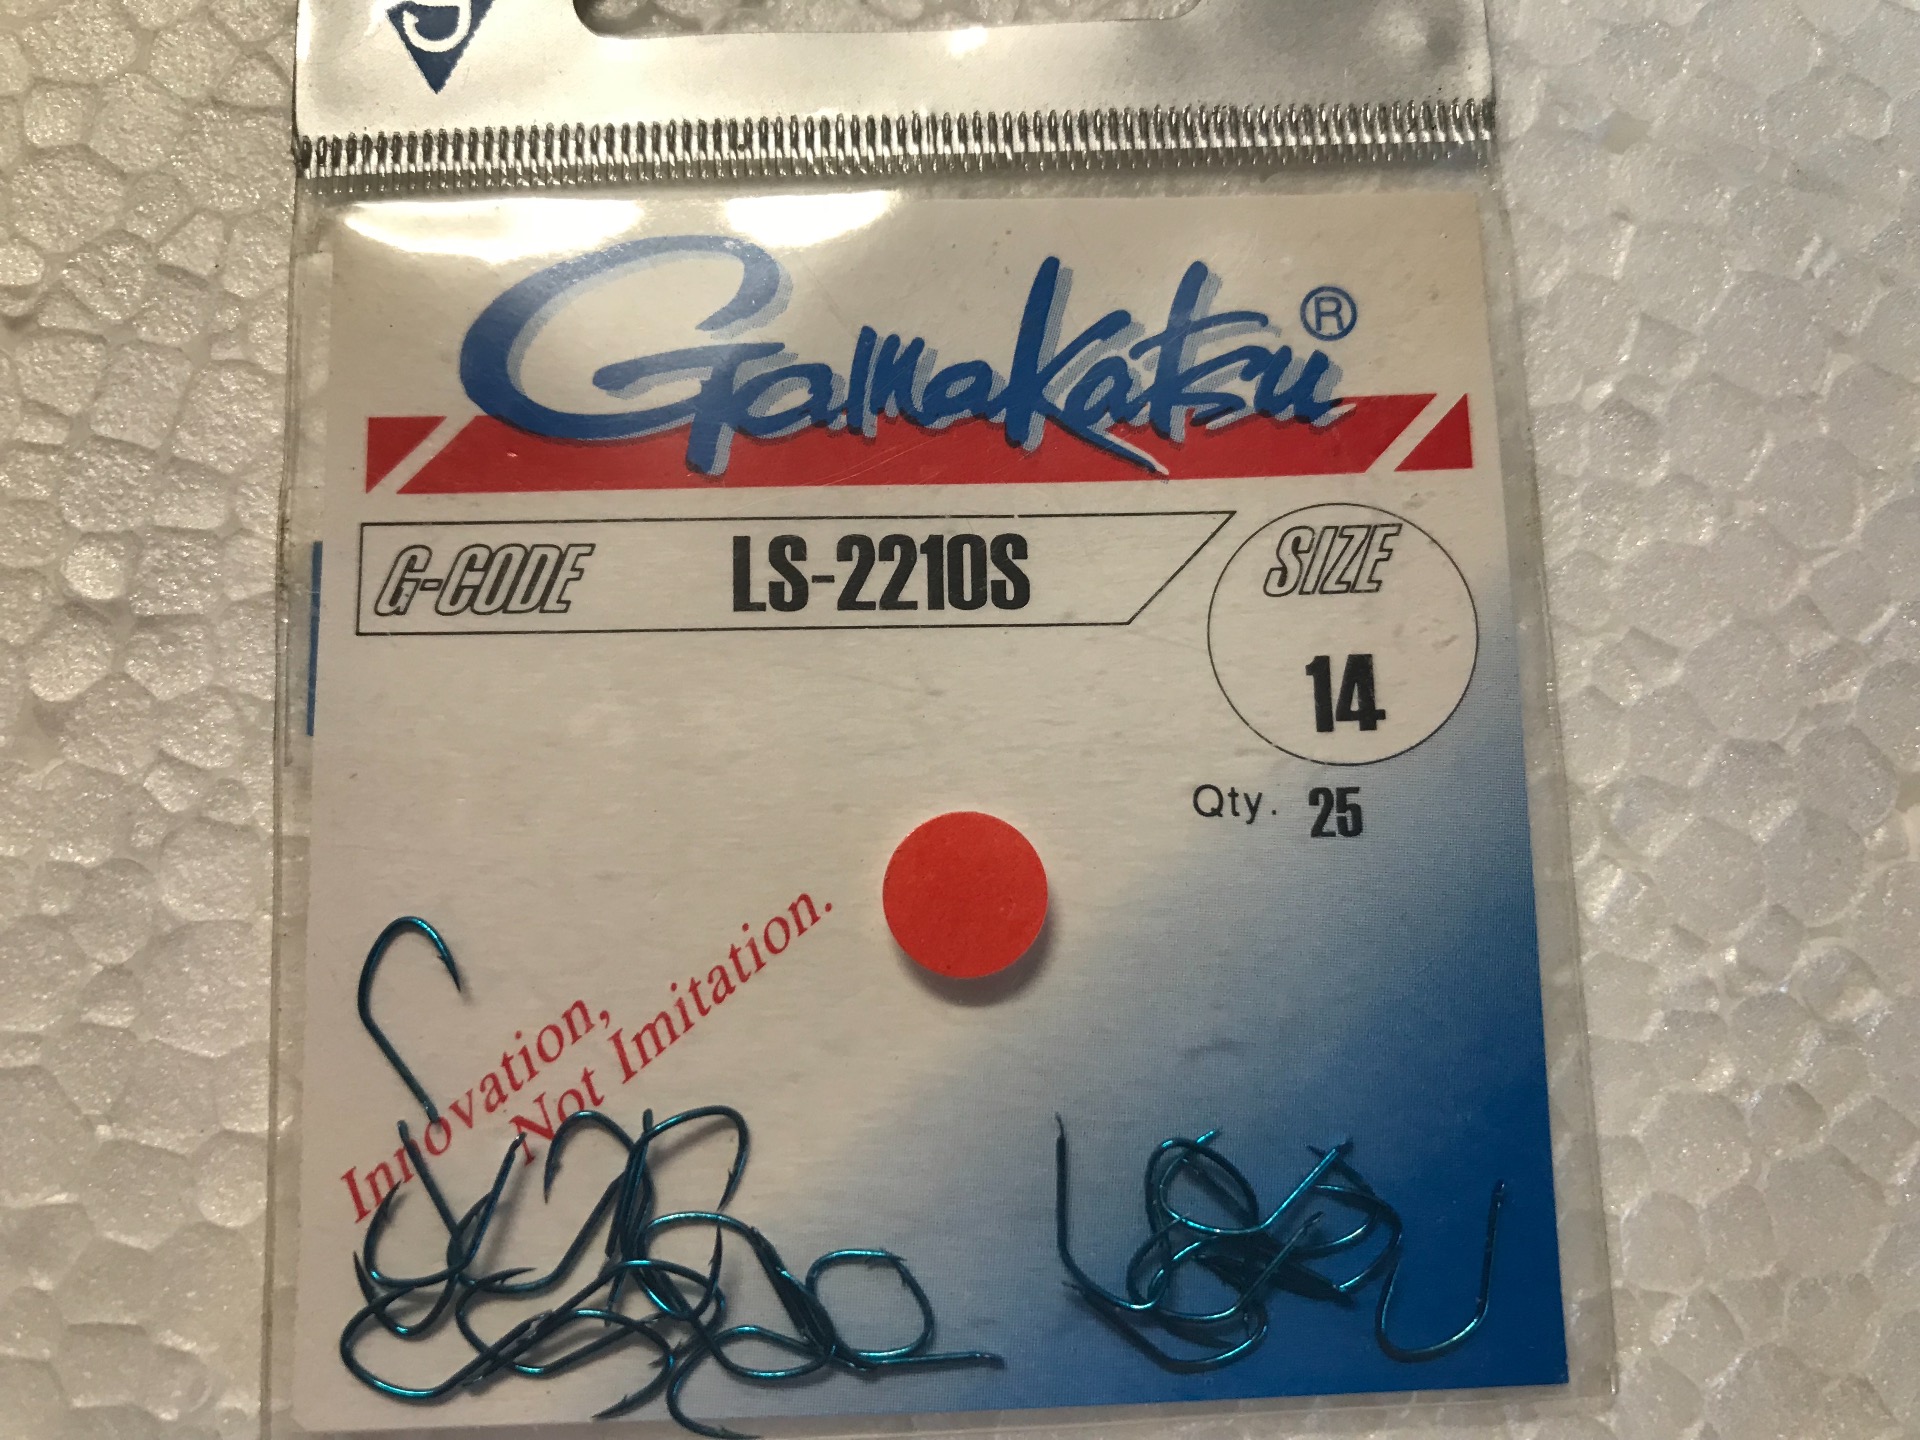 Gamakatsu®
G-CODE LS-2210S
SIZE
14
Qty. 25
Innovation,
Not Imitation.